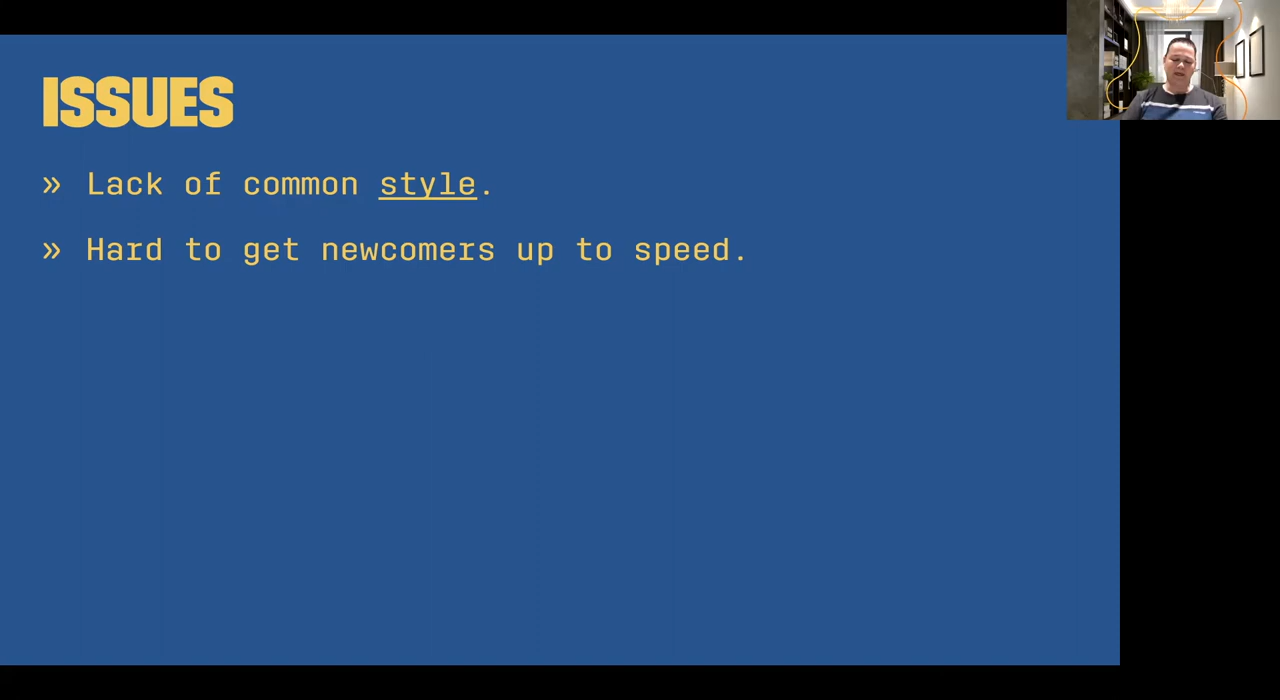 ISSUES
» Lack of common style.
» Hard to get newcomers up to speed.